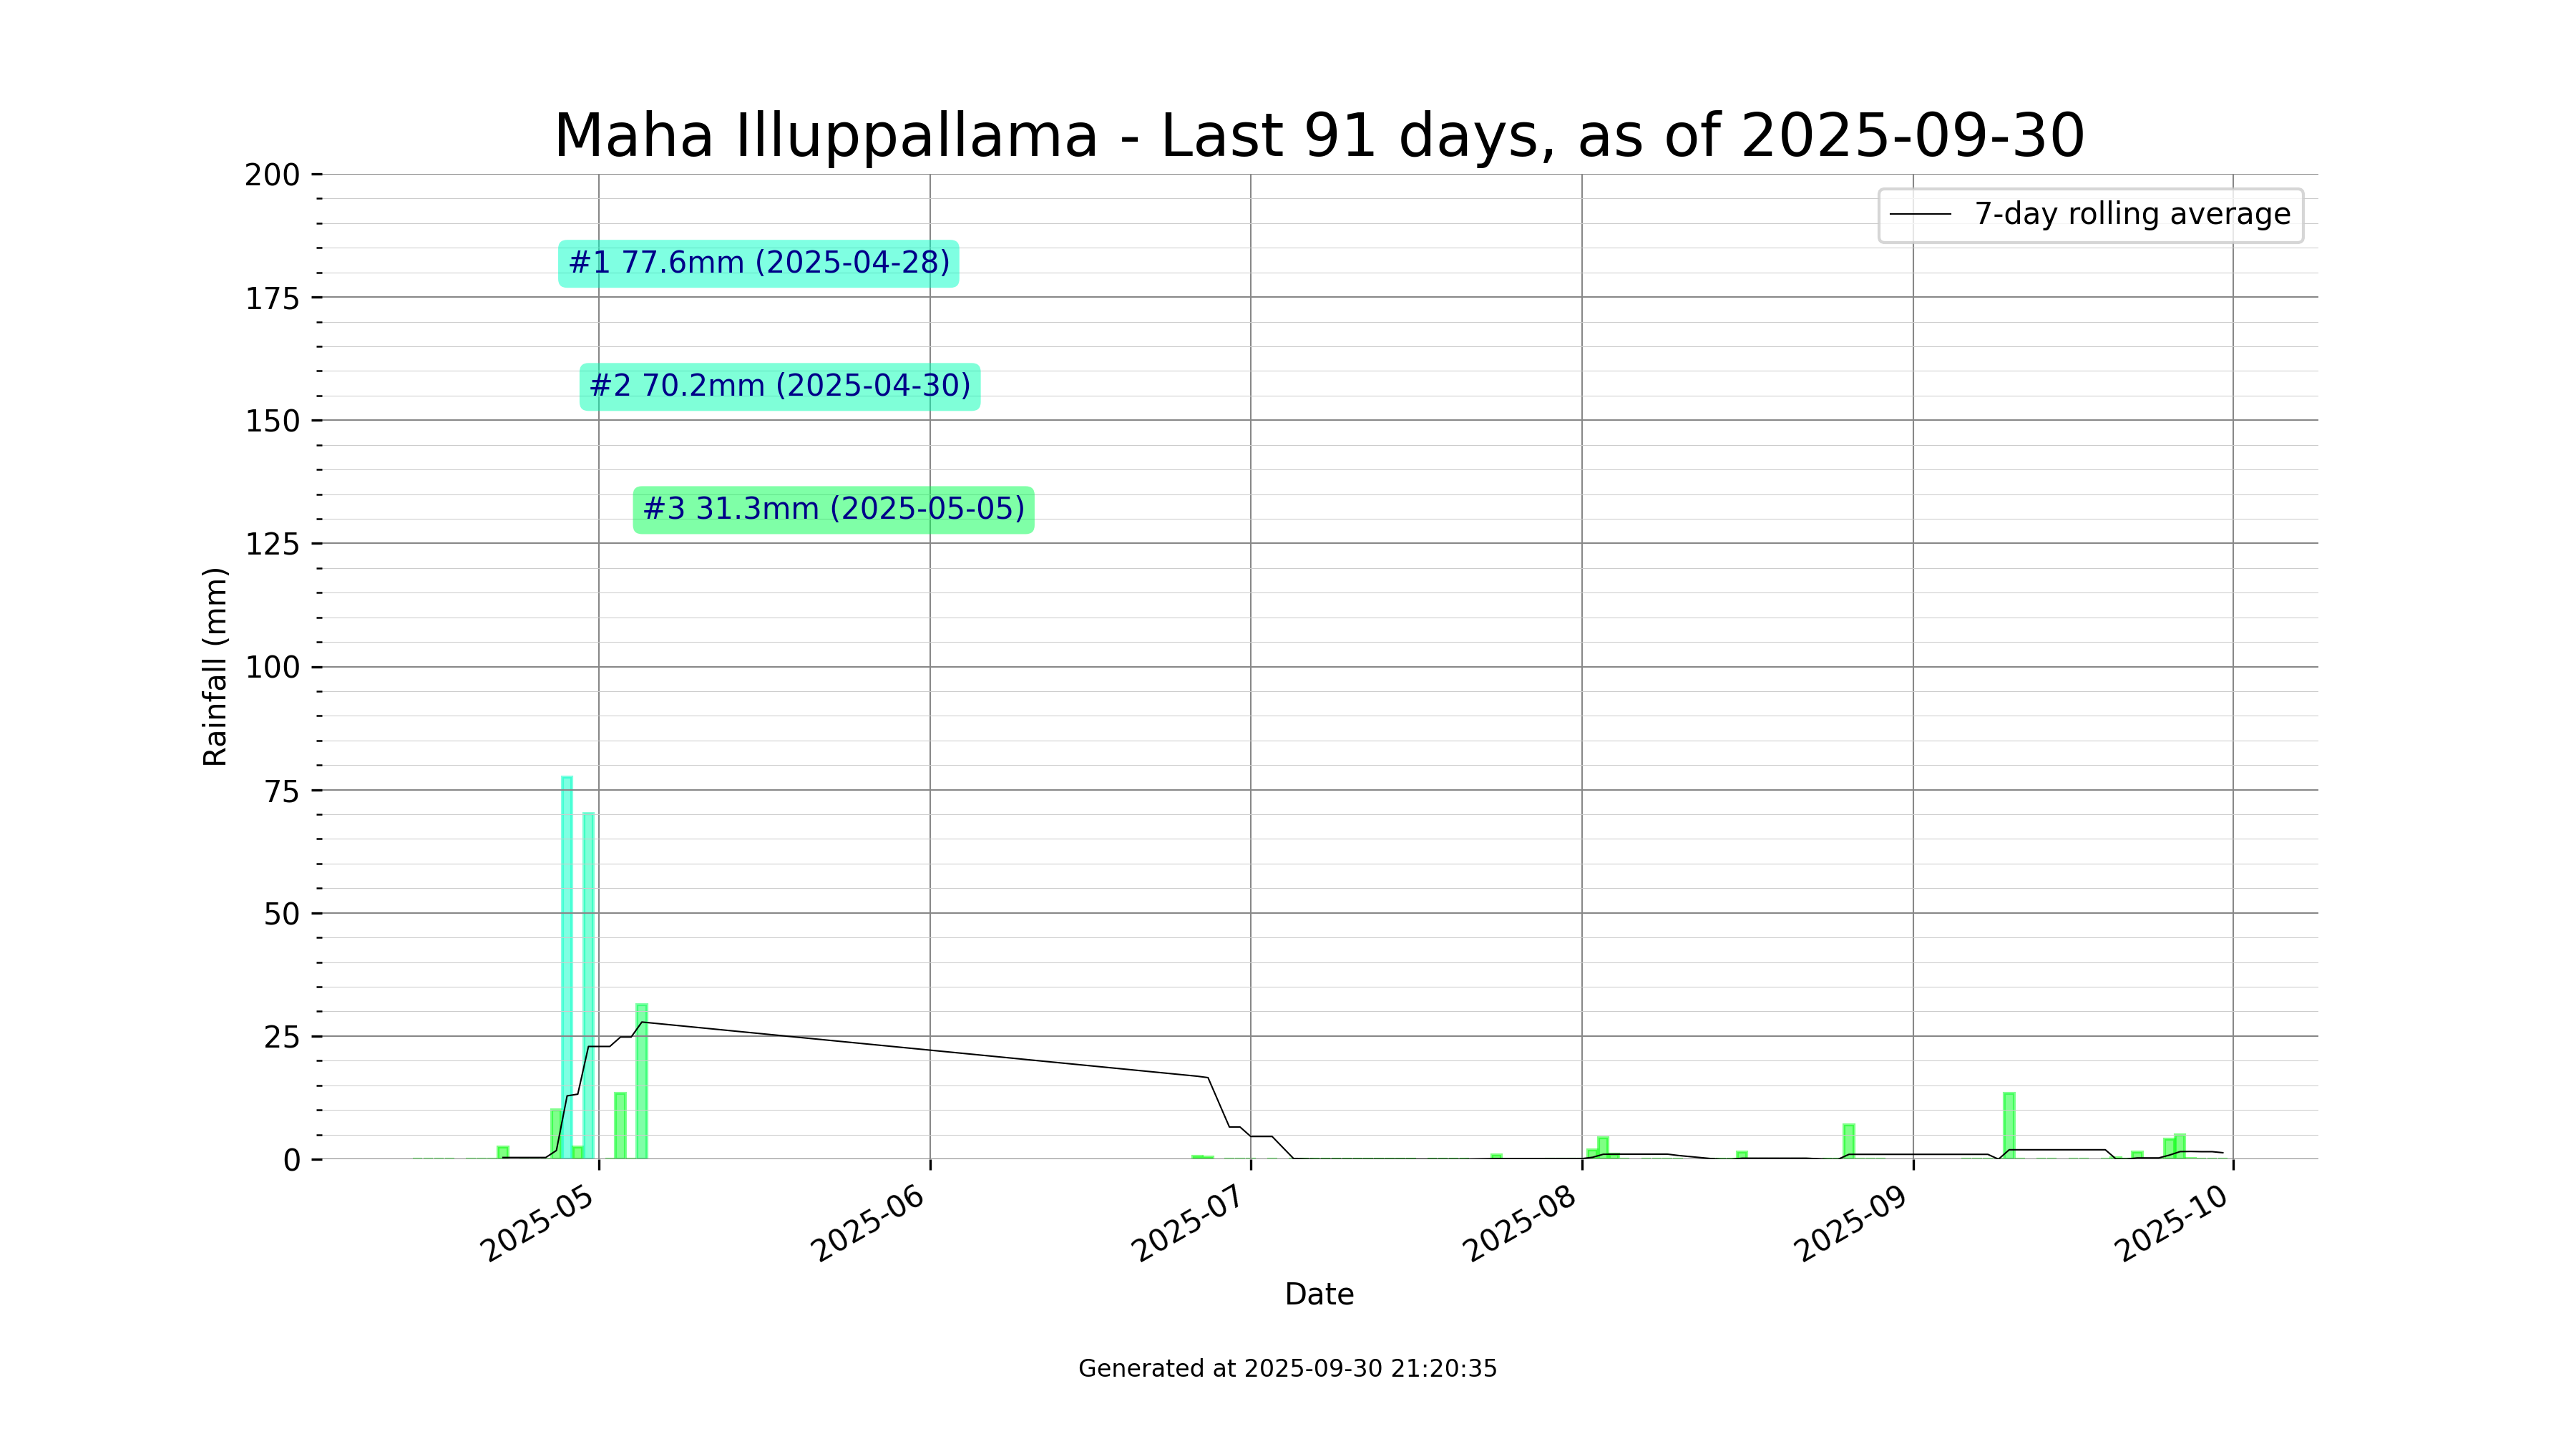 Maha Illuppallama - Last 91 days, as of 2025-09-30
7-day rolling average
#1 77.6mm (2025-04-28)
#2 70.2mm (2025-04-30)
#3 31.3mm (2025-05-05)
Rainfall (mm)
200
175
150
125
100
75
50
25
0
2025-05
2025-06
2025-07
2025-08
2025-09
2025-10
Date
Generated at 2025-09-30 21:20:35